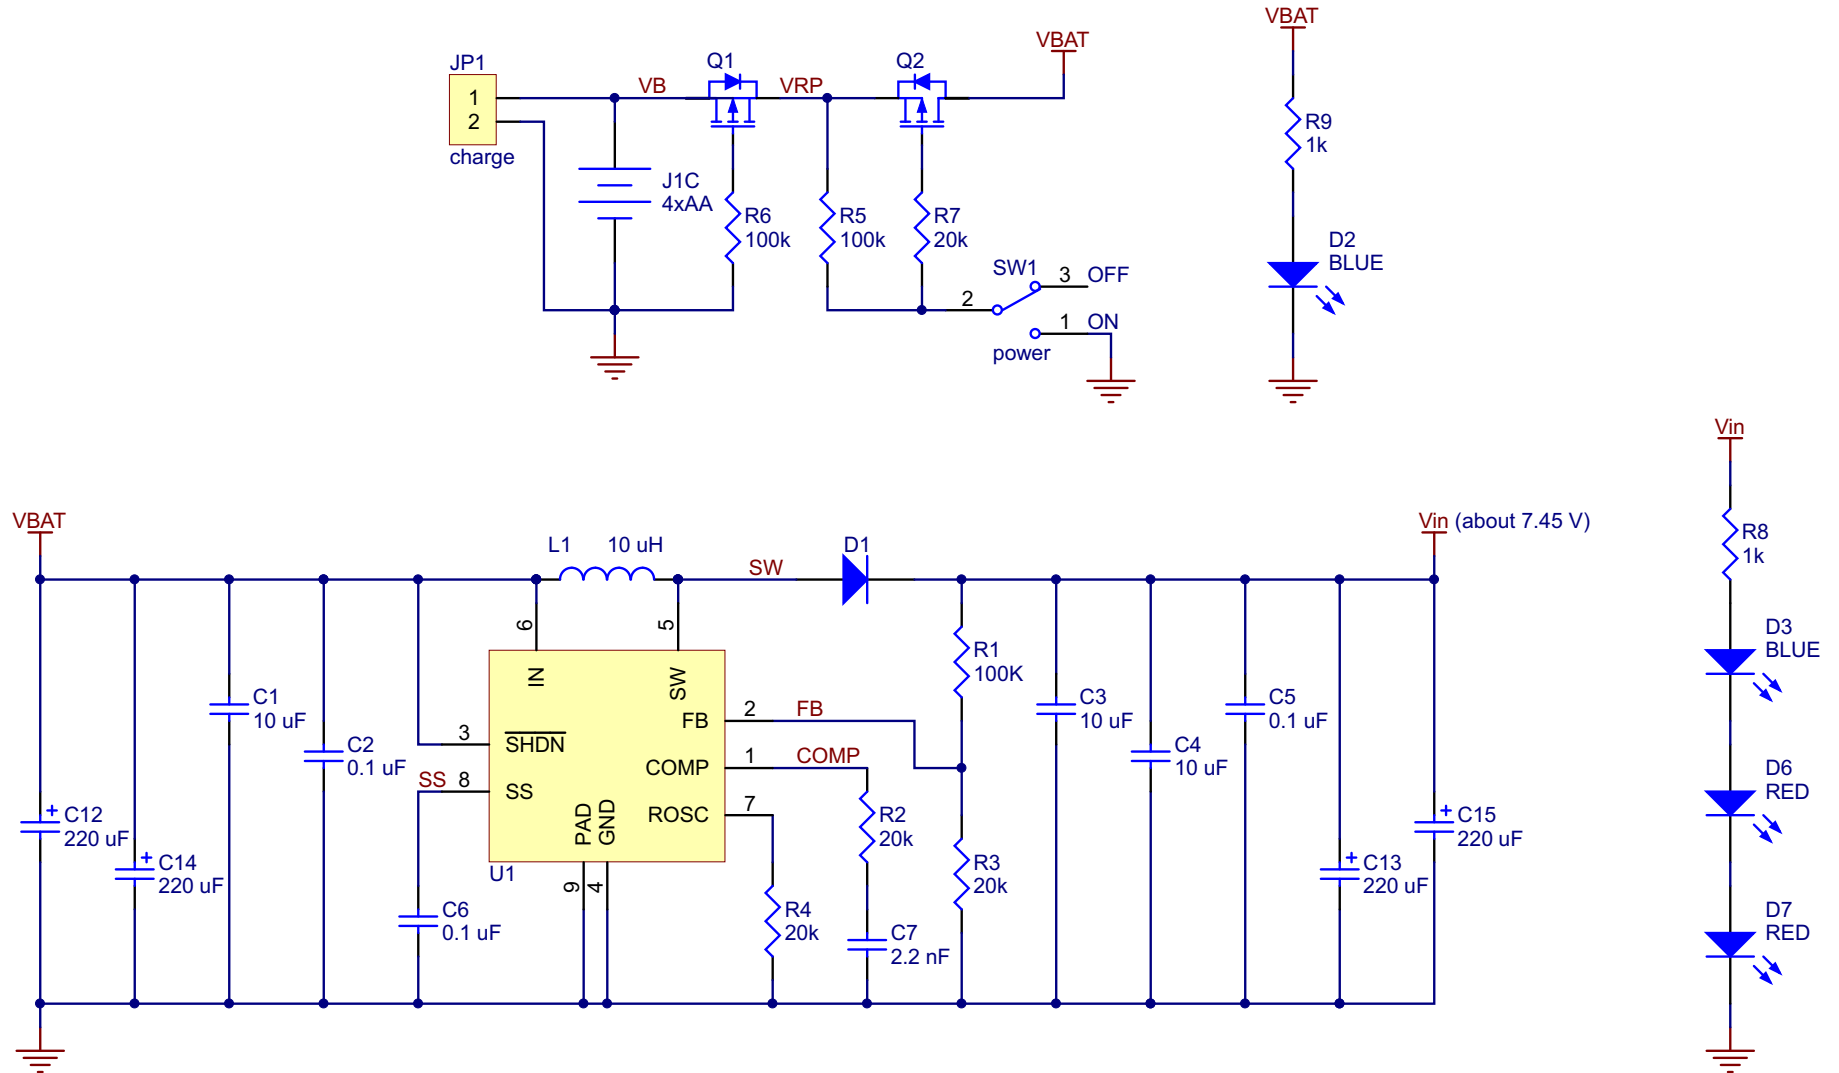 JP1
1
2
charge
VB
Q1
VRP
Q2
VBAT
J1C
4xAA
R6
100k
R5
100k
R7
20k
SW1
2
3 OFF
1 ON
power
VBAT
R9
1k
D2
BLUE
VBAT
L1 10 uH
SW
D1
Vin (about 7.45 V)
6
5
IN
SW
C1
10 uF
C2
0.1 uF
3
SHDN
SS 8
SS
FB
2 FB
COMP
1 COMP
ROSC
7
PAD
GND
9
4
U1
C12
+
220 uF
C14
+
220 uF
C6
0.1 uF
R4
20k
R2
20k
C7
2.2 nF
R1
100K
R3
20k
C3
10 uF
C4
10 uF
C5
0.1 uF
C13
+
220 uF
C15
+
220 uF
Vin
R8
1k
D3
BLUE
D6
RED
D7
RED